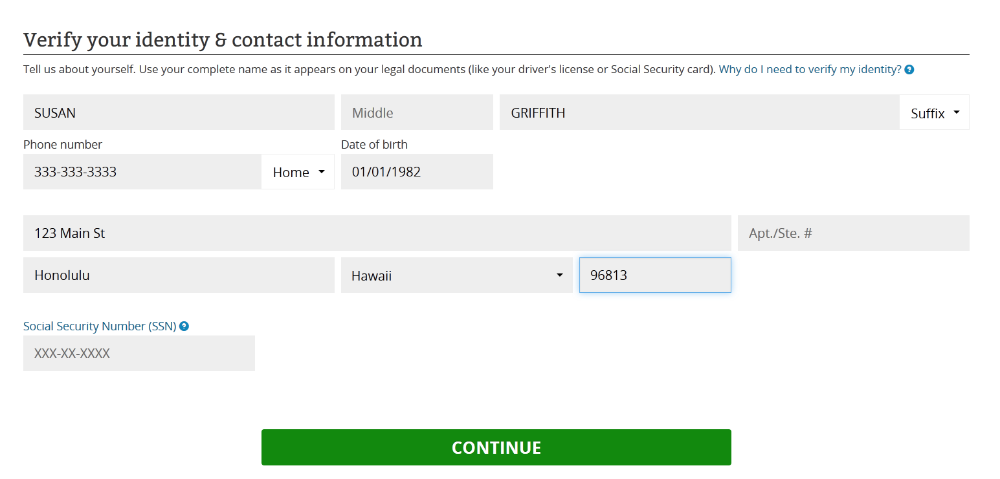 Verify your identity & contact information
Tell us about yourself. Use your complete name as it appears on your legal documents (like your driver's license or Social Security card). Why do I need to verify my identity? ?
SUSAN Middle GRIFFITH Suffix
Phone number Date of birth
333-333-3333 Home 01/01/1982
123 Main St Apt./Ste. #
Honolulu Hawaii 96813
Social Security Number (SSN) ?
XXX-XX-XXXX
CONTINUE